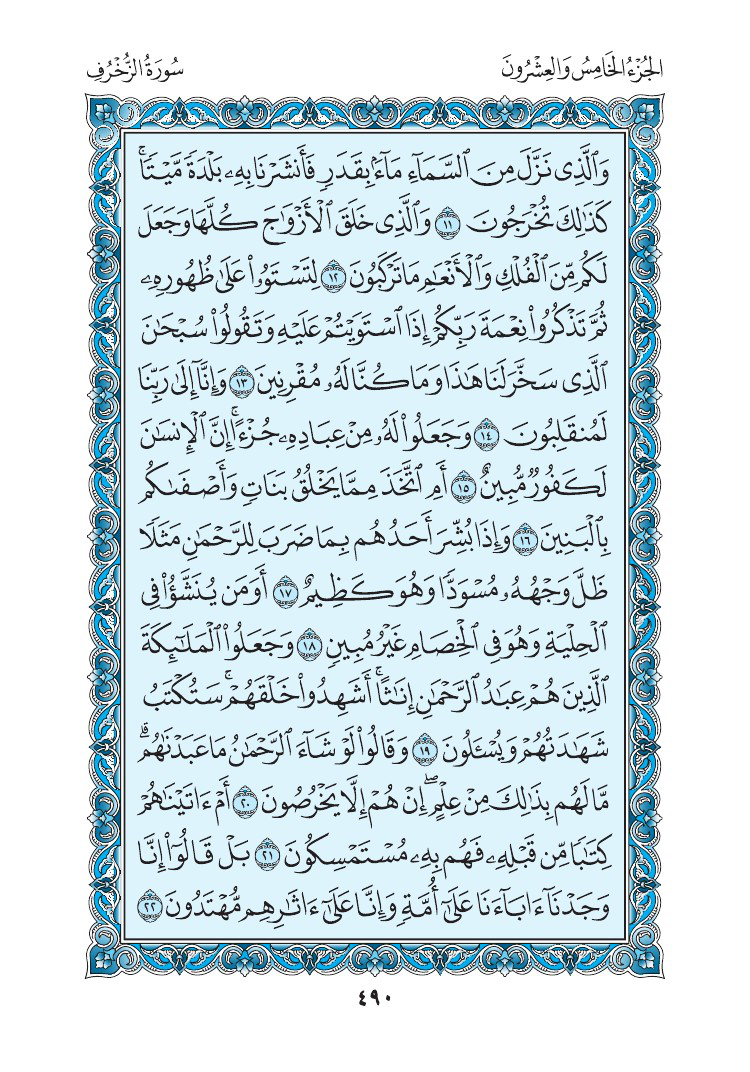 الجُزْءُ الخَامِسُ وَالعِشْرُونَ
سُورَةُ الزُّخْرُفِ
وَٱلَّذِي نَزَّلَ مِنَ ٱلسَّمَآءِ مَآءَۢ بِقَدَرٖ فَأَنشَرۡنَا بِهِۦ بَلۡدَةٗ مَّيۡتٗاۚ
كَذَٰلِكَ تُخۡرَجُونَ ١١ وَٱلَّذِي خَلَقَ ٱلۡأَزۡوَٰجَ كُلَّهَا وَجَعَلَ
لَكُم مِّنَ ٱلۡفُلۡكِ وَٱلۡأَنۡعَٰمِ مَا تَرۡكَبُونَ ١٢ لِتَسۡتَوُۥاْ عَلَىٰ ظُهُورِهِۦ
ثُمَّ تَذۡكُرُواْ نِعۡمَةَ رَبِّكُمۡ إِذَا ٱسۡتَوَيۡتُمۡ عَلَيۡهِ وَتَقُولُواْ سُبۡحَٰنَ
ٱلَّذِي سَخَّرَ لَنَا هَٰذَا وَمَا كُنَّا لَهُۥ مُقۡرِنِينَ ١٣ وَإِنَّآ إِلَىٰ رَبِّنَا
لَمُنقَلِبُونَ ١٤ وَجَعَلُواْ لَهُۥ مِنۡ عِبَادِهِۦ جُزۡءًاۚ إِنَّ ٱلۡإِنسَٰنَ
لَكَفُورٞ مُّبِينٌ ١٥ أَمِ ٱتَّخَذَ مِمَّا يَخۡلُقُ بَنَاتٖ وَأَصۡفَىٰكُم
بِٱلۡبَنِينَ ١٦ وَإِذَا بُشِّرَ أَحَدُهُم بِمَا ضَرَبَ لِلرَّحۡمَٰنِ مَثَلٗا
ظَلَّ وَجۡهُهُۥ مُسۡوَدّٗا وَهُوَ كَظِيمٌ ١٧ أَوَمَن يُنَشَّؤُاْ فِي
ٱلۡحِلۡيَةِ وَهُوَ فِي ٱلۡخِصَامِ غَيۡرُ مُبِينٖ ١٨ وَجَعَلُواْ ٱلۡمَلَٰٓئِكَةَ
ٱلَّذِينَ هُمۡ عِبَٰدُ ٱلرَّحۡمَٰنِ إِنَٰثًاۚ أَشَهِدُواْ خَلۡقَهُمۡۚ سَتُكۡتَبُ
شَهَٰدَتُهُمۡ وَيُسۡـَٔلُونَ ١٩ وَقَالُواْ لَوۡ شَآءَ ٱلرَّحۡمَٰنُ مَا عَبَدۡنَٰهُمۗ
مَّا لَهُم بِذَٰلِكَ مِنۡ عِلۡمٍۖ إِنۡ هُمۡ إِلَّا يَخۡرُصُونَ ٢٠ أَمۡ ءَاتَيۡنَٰهُمۡ
كِتَٰبٗا مِّن قَبۡلِهِۦ فَهُم بِهِۦ مُسۡتَمۡسِكُونَ ٢١ بَلۡ قَالُوٓاْ إِنَّا
وَجَدۡنَآ ءَابَآءَنَا عَلَىٰٓ أُمَّةٖ وَإِنَّا عَلَىٰٓ ءَاثَٰرِهِم مُّهۡتَدُونَ ٢٢
٤٩٠